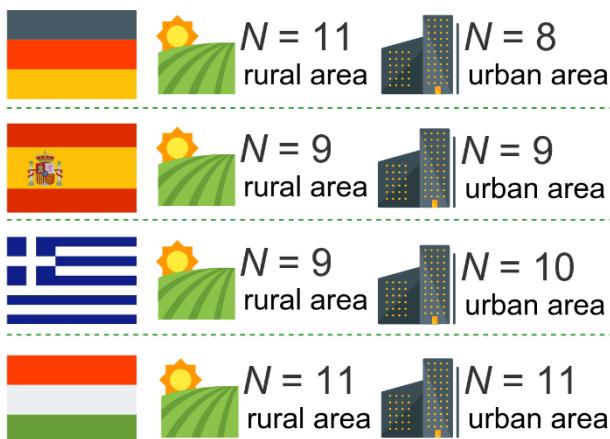 N = 11
rural area
N = 8
urban area
N = 9
rural area
N = 9
urban area
N = 9
rural area
N = 10
urban area
N = 11
rural area
N = 11
urban area